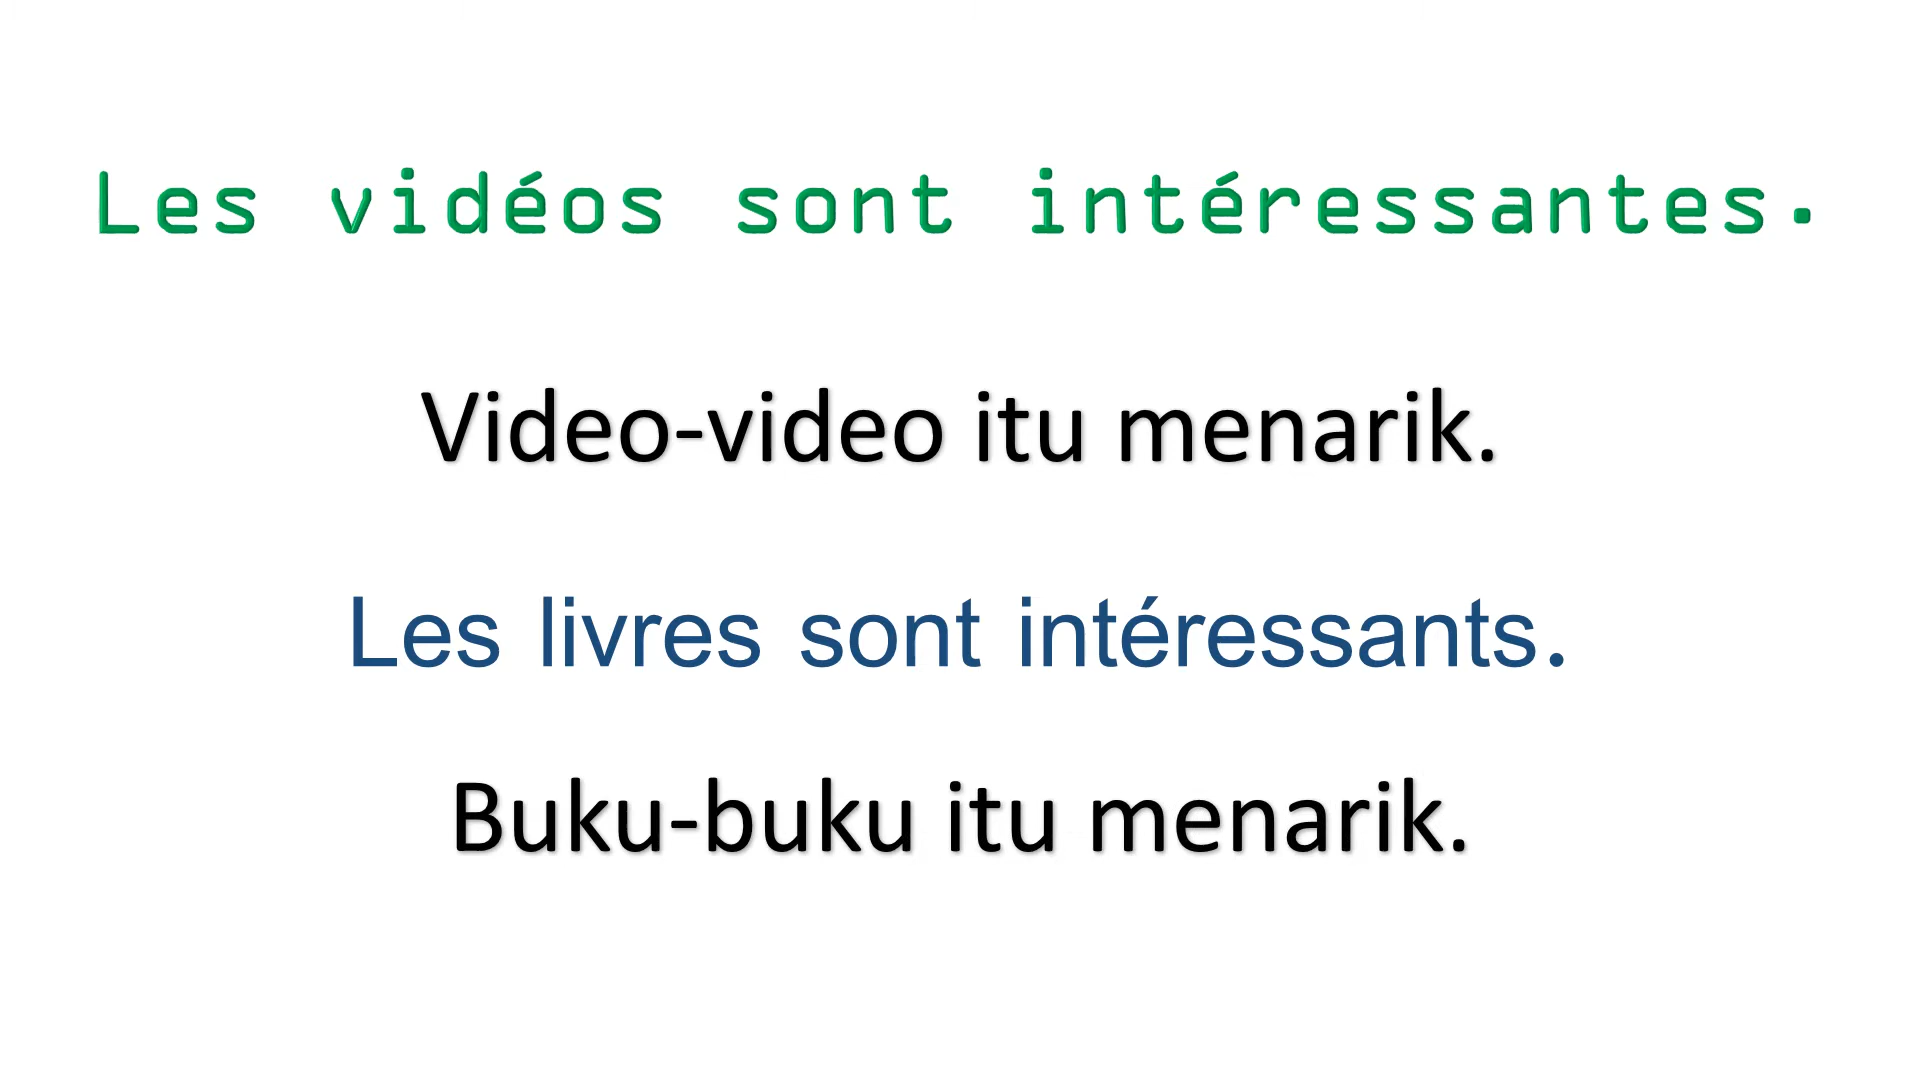 Les vidéos sont intéressantes.
Video-video itu menarik.
Les livres sont intéressants.
Buku-buku itu menarik.